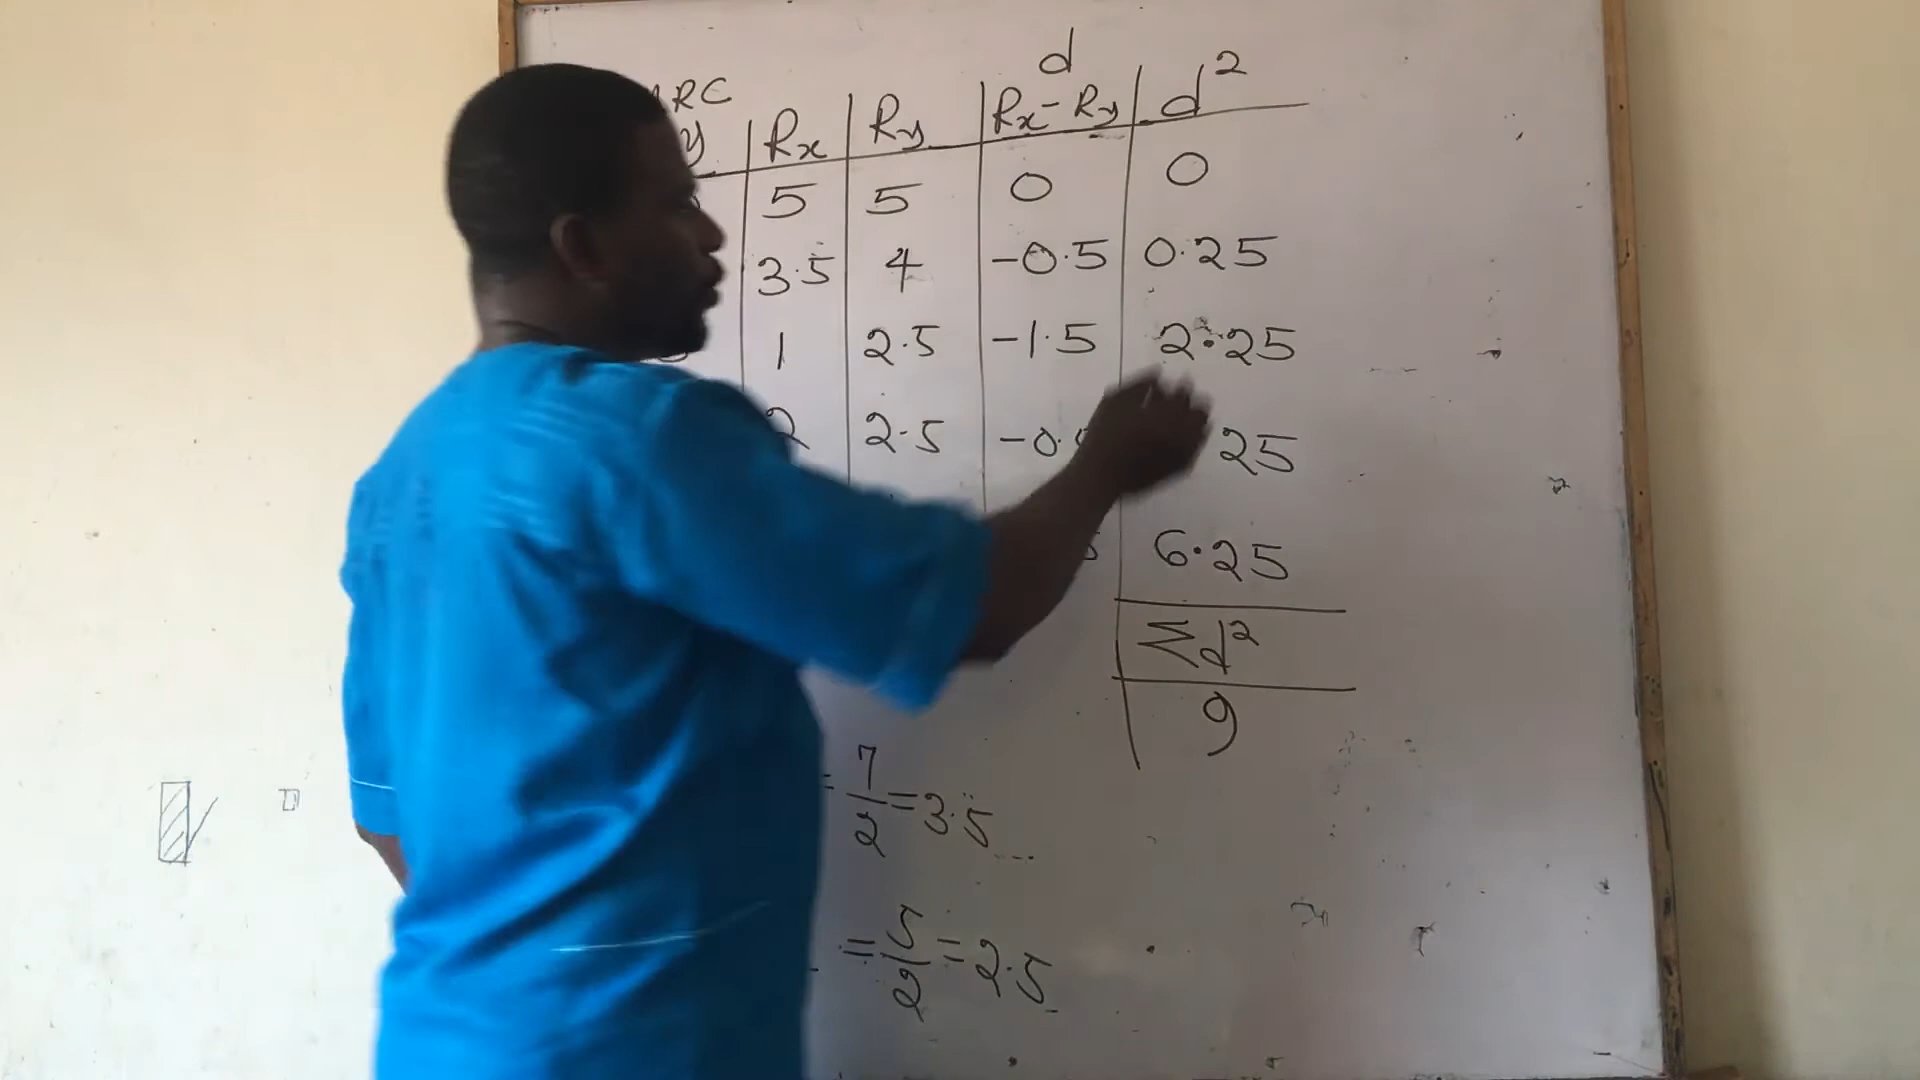 d
RC y Rx Ry Rx-Ry d²
5 5 0 0
3.5 4 -0.5 0.25
1 2.5 -1.5 2.25
2 2.5 -0. 25
6.25
Σd²
9
= 7/2 = 3.5
= 5/2 = 2.5